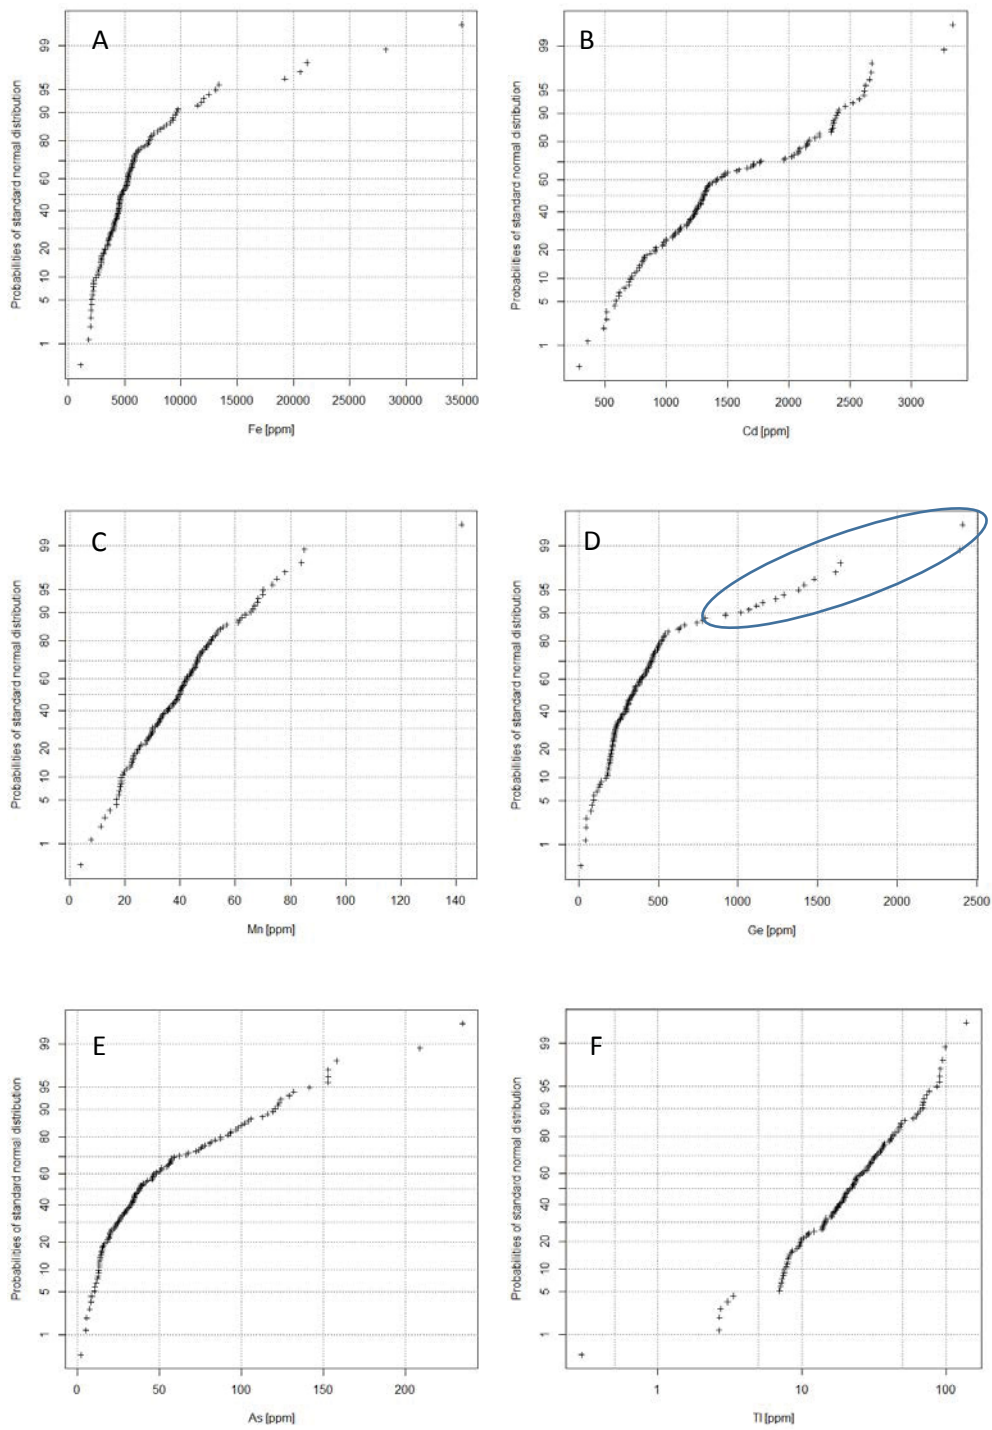 A
Probabilities of standard normal distribution
99
95
90
80
60
40
20
10
5
1
0 5000 10000 15000 20000 25000 30000 35000
Fe [ppm]
B
Probabilities of standard normal distribution
99
95
90
80
60
40
20
10
5
1
500 1000 1500 2000 2500 3000
Cd [ppm]
C
Probabilities of standard normal distribution
99
95
90
80
60
40
20
10
5
1
0 20 40 60 80 100 120 140
Mn [ppm]
D
Probabilities of standard normal distribution
99
95
90
80
60
40
20
10
5
1
0 500 1000 1500 2000 2500
Ge [ppm]
E
Probabilities of standard normal distribution
99
95
90
80
60
40
20
10
5
1
0 50 100 150 200
As [ppm]
F
Probabilities of standard normal distribution
99
95
90
80
60
40
20
10
5
1
1 10 100
Tl [ppm]